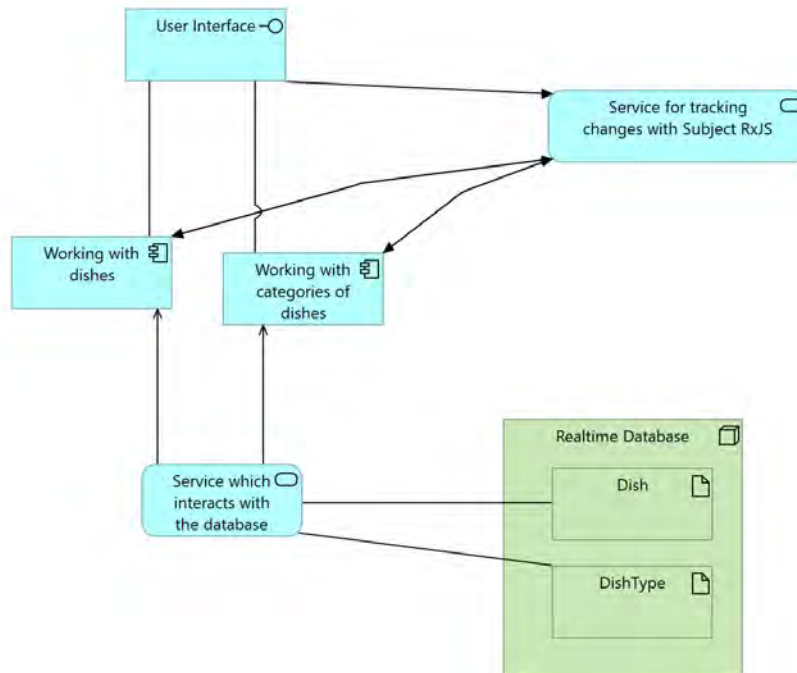 User Interface
Service for tracking
changes with Subject RxJS
Working with
dishes
Working with
categories of
dishes
Service which
interacts with
the database
Realtime Database
Dish
DishType